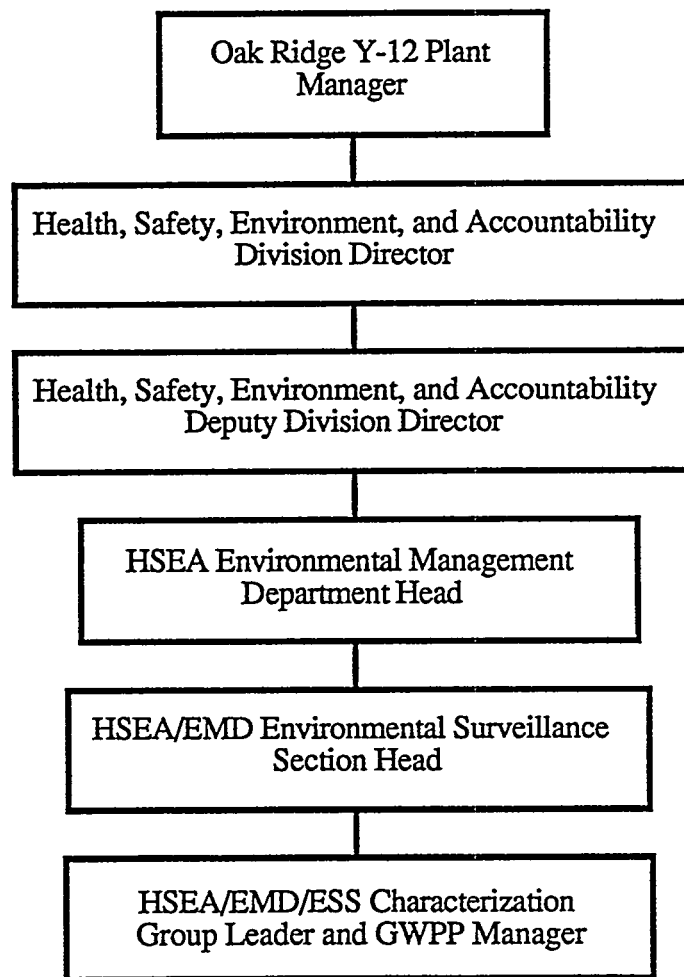 Oak Ridge Y-12 Plant
Manager
Health, Safety, Environment, and Accountability
Division Director
Health, Safety, Environment, and Accountability
Deputy Division Director
HSEA Environmental Management
Department Head
HSEA/EMD Environmental Surveillance
Section Head
HSEA/EMD/ESS Characterization
Group Leader and GWPP Manager